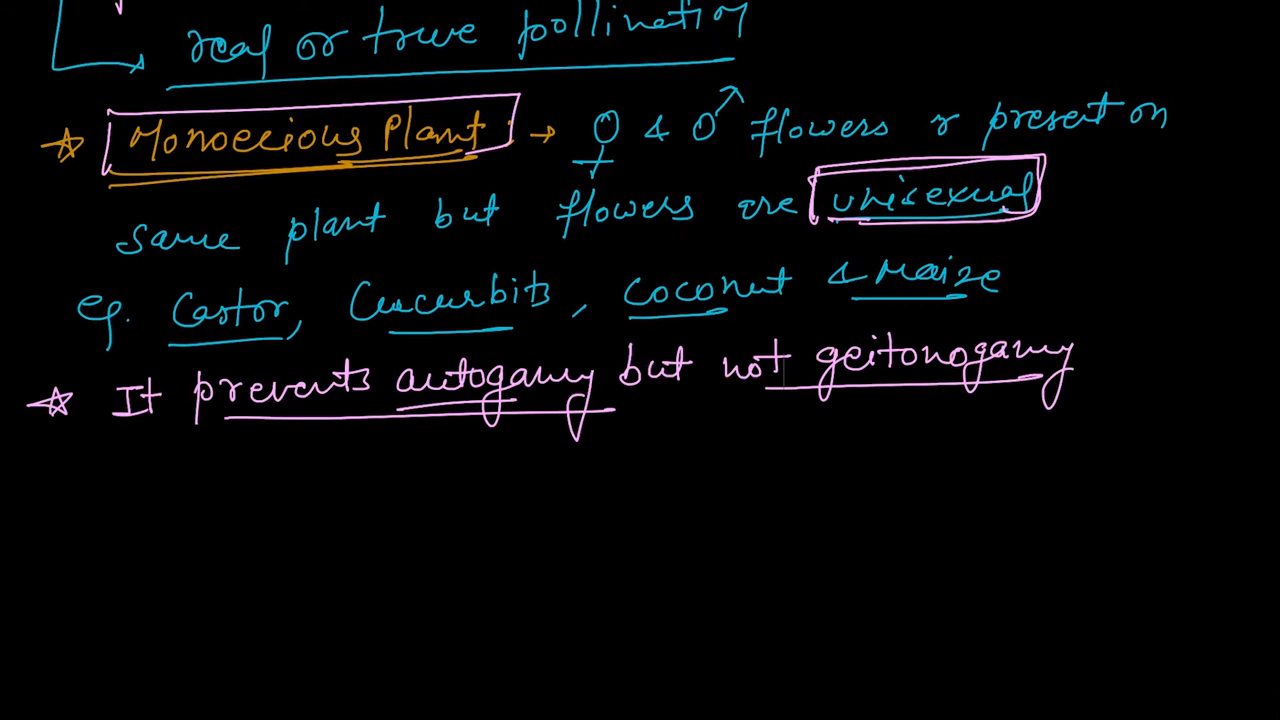 real or true pollination
Monoecious Plant → ♀ & ♂ flowers r present on
same plant but flowers are unisexual
eg. Castor, Cucurbits, coconut & Maize
It prevents autogamy but not geitonogamy